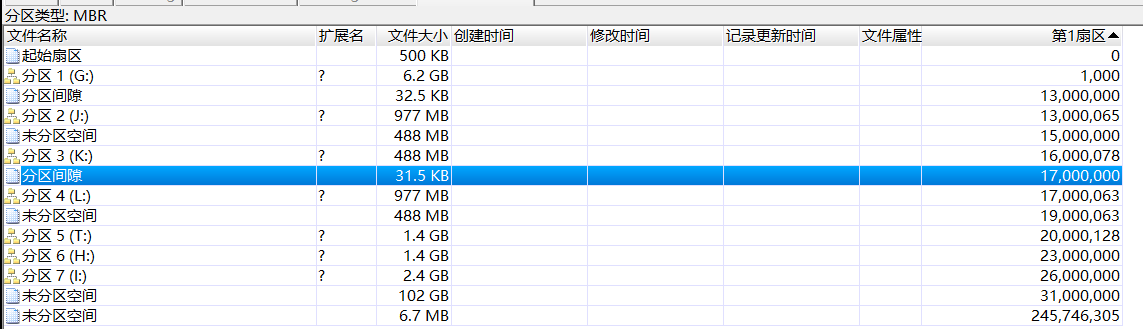 分区类型: MBR
文件名称 扩展名 文件大小 创建时间 修改时间 记录更新时间 文件属性 第1扇区
起始扇区 500 KB 0
分区 1 (G:) ? 6.2 GB 1,000
分区间隙 32.5 KB 13,000,000
分区 2 (J:) ? 977 MB 13,000,065
未分区空间 488 MB 15,000,000
分区 3 (K:) ? 488 MB 16,000,078
分区间隙 31.5 KB 17,000,000
分区 4 (L:) ? 977 MB 17,000,063
未分区空间 488 MB 19,000,063
分区 5 (T:) ? 1.4 GB 20,000,128
分区 6 (H:) ? 1.4 GB 23,000,000
分区 7 (I:) ? 2.4 GB 26,000,000
未分区空间 102 GB 31,000,000
未分区空间 6.7 MB 245,746,305